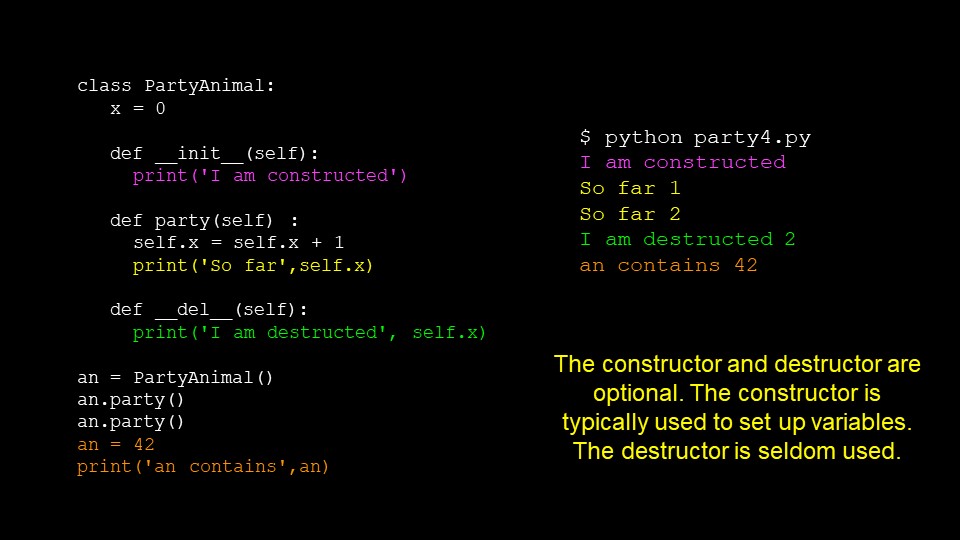 class PartyAnimal:
   x = 0
   def __init__(self):
     print('I am constructed')
   def party(self) :
     self.x = self.x + 1
     print('So far',self.x)
   def __del__(self):
     print('I am destructed', self.x)
an = PartyAnimal()
an.party()
an.party()
an = 42
print('an contains',an)
$ python party4.py
I am constructed
So far 1
So far 2
I am destructed 2
an contains 42
The constructor and destructor are
optional. The constructor is
typically used to set up variables.
The destructor is seldom used.